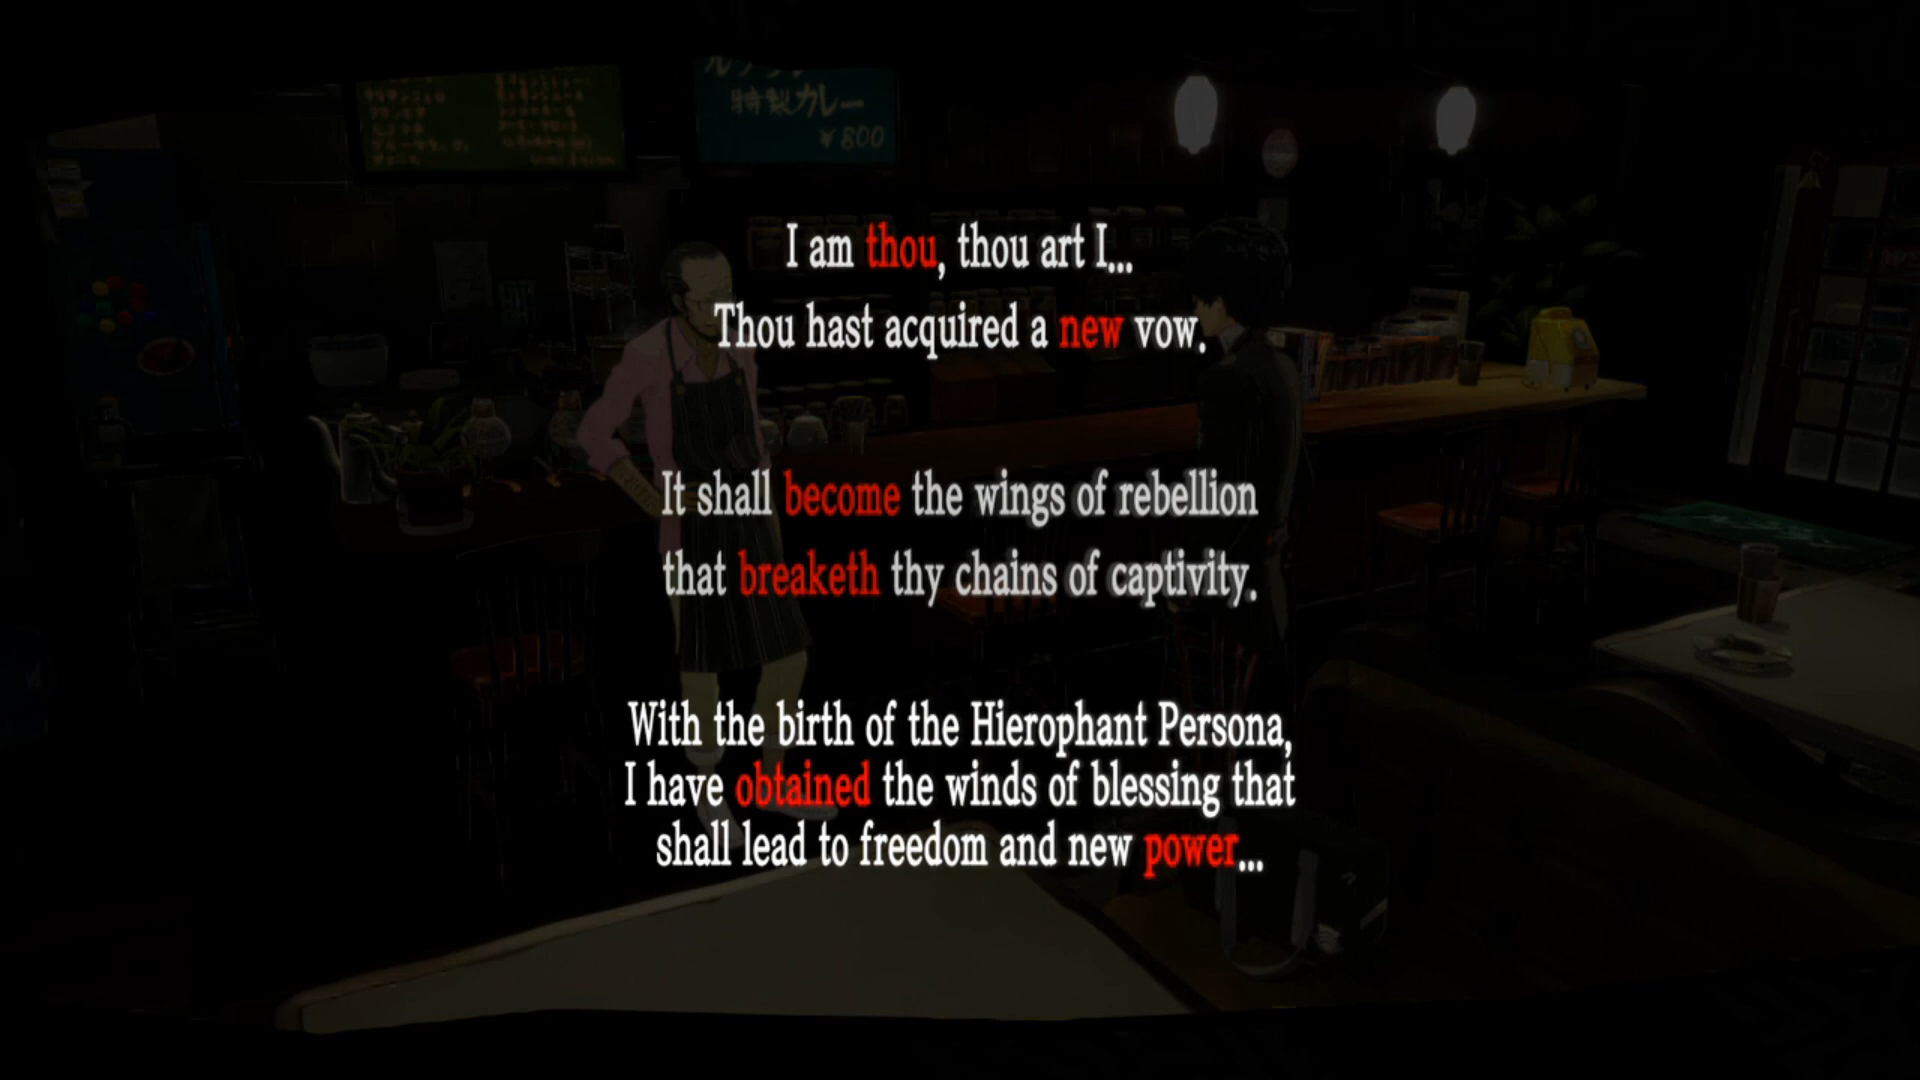 特製カレー
¥800
I am thou, thou art I...
Thou hast acquired a new vow.
It shall become the wings of rebellion
that breaketh thy chains of captivity.
With the birth of the Hierophant Persona,
I have obtained the winds of blessing that
shall lead to freedom and new power...